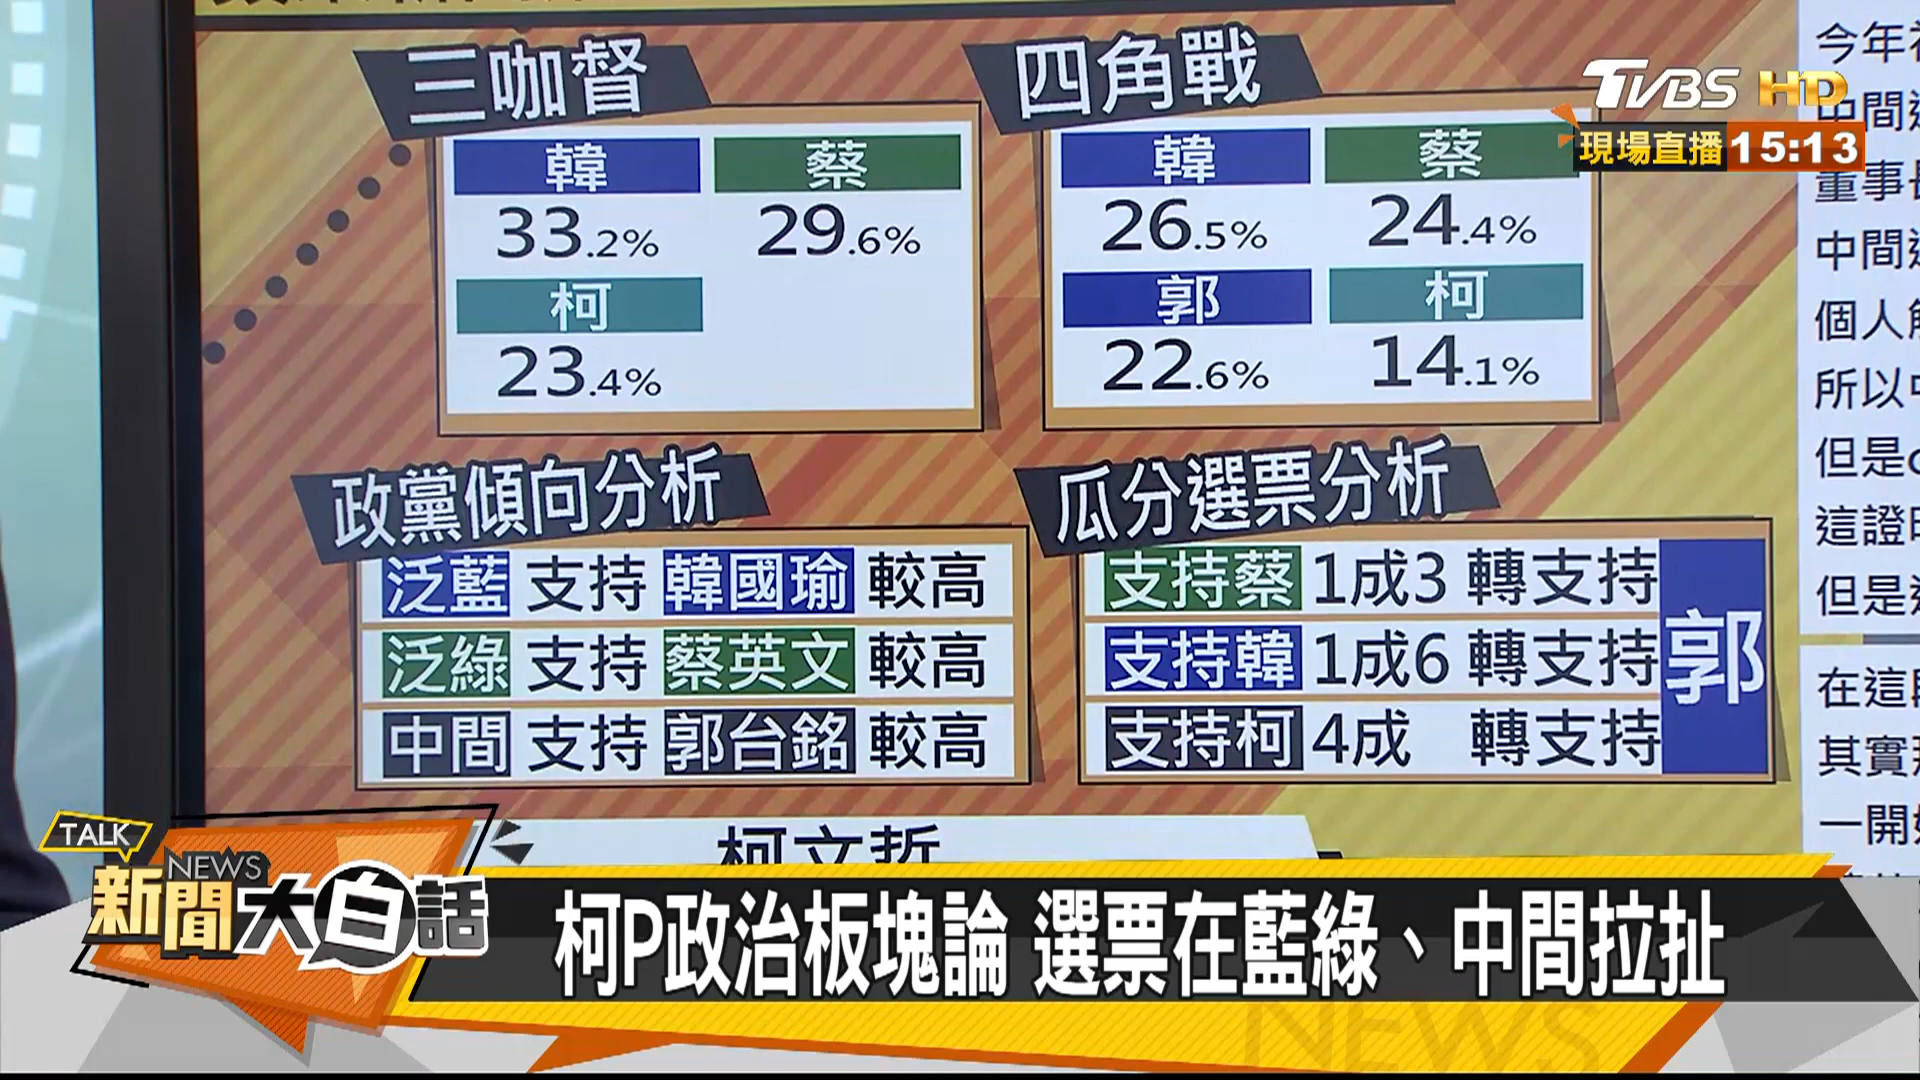 三咖督
四角戰
TVBS HD
現場直播 15:13
韓
33.2%
蔡
29.6%
柯
23.4%
韓
26.5%
蔡
24.4%
郭
22.6%
柯
14.1%
政黨傾向分析
泛藍 支持 韓國瑜 較高
泛綠 支持 蔡英文 較高
中間 支持 郭台銘 較高
瓜分選票分析
支持蔡 1成3 轉支持
支持韓 1成6 轉支持
支持柯 4成 轉支持
郭
今年
中間
董事
中間
個人
所以
但是
這證
但是
在這
其實
一開
柯文哲
TALK
NEWS
新聞大白話
柯P政治板塊論 選票在藍綠、中間拉扯
NEWS